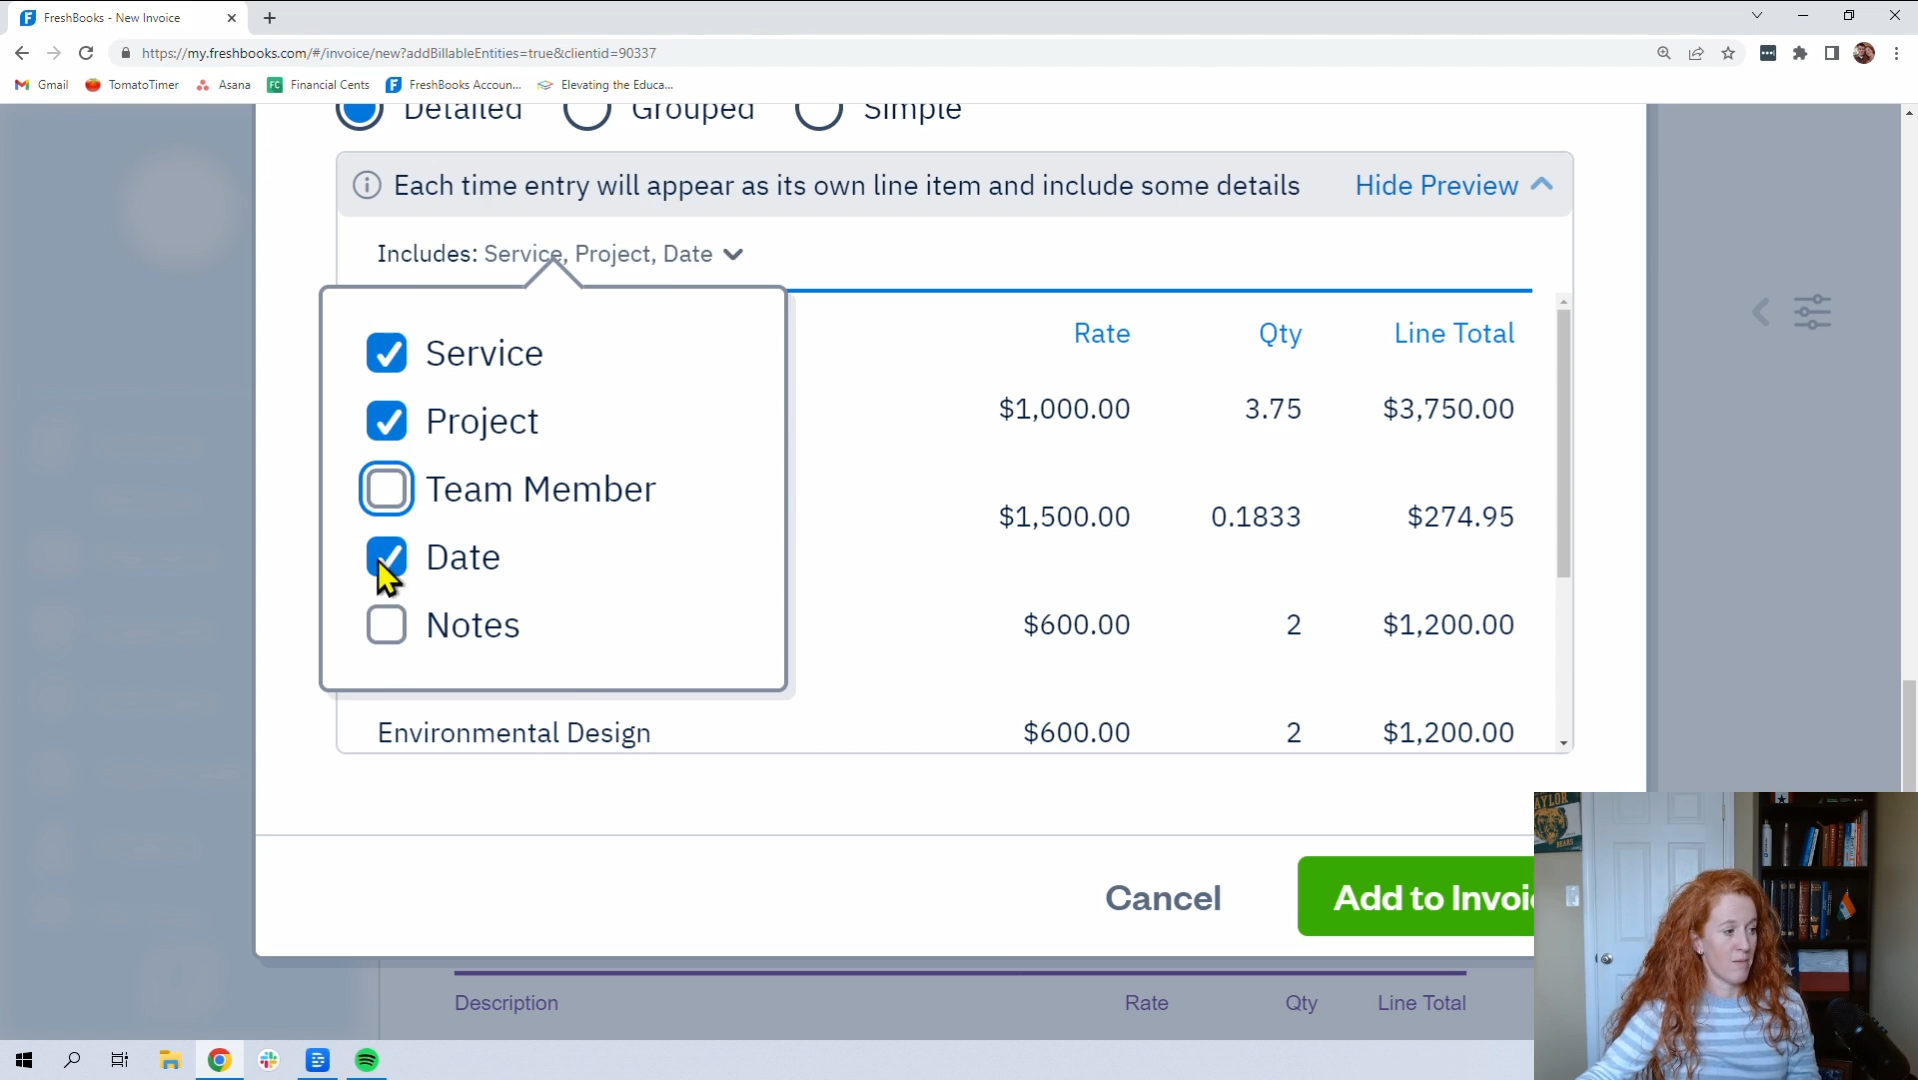 FreshBooks - New Invoice
https://my.freshbooks.com/#/invoice/new?addBillableEntities=true&clientid=90337
Gmail TomatoTimer Asana FC Financial Cents FreshBooks Accoun... Elevating the Educa...
Detailed Grouped Simple
Each time entry will appear as its own line item and include some details Hide Preview
Includes: Service, Project, Date
Service
Project
Team Member
Date
Notes
Rate Qty Line Total
$1,000.00 3.75 $3,750.00
$1,500.00 0.1833 $274.95
$600.00 2 $1,200.00
Environmental Design $600.00 2 $1,200.00
Cancel Add to Invoi
Description Rate Qty Line Total